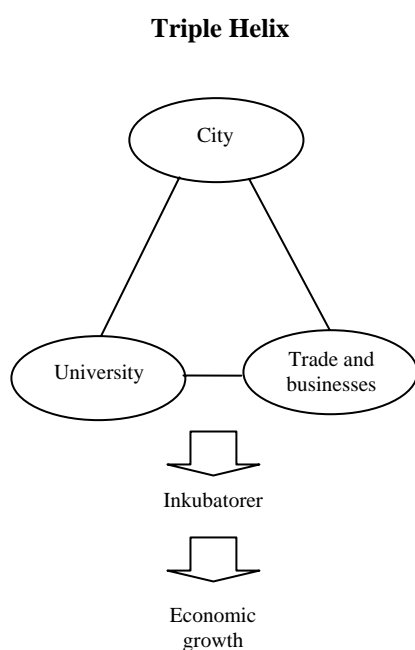 Triple Helix
City
University
Trade and
businesses
Inkubatorer
Economic
growth